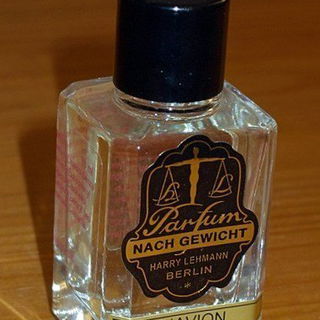 Parfum
NACH GEWICHT
HARRY LEHMANN
BERLIN